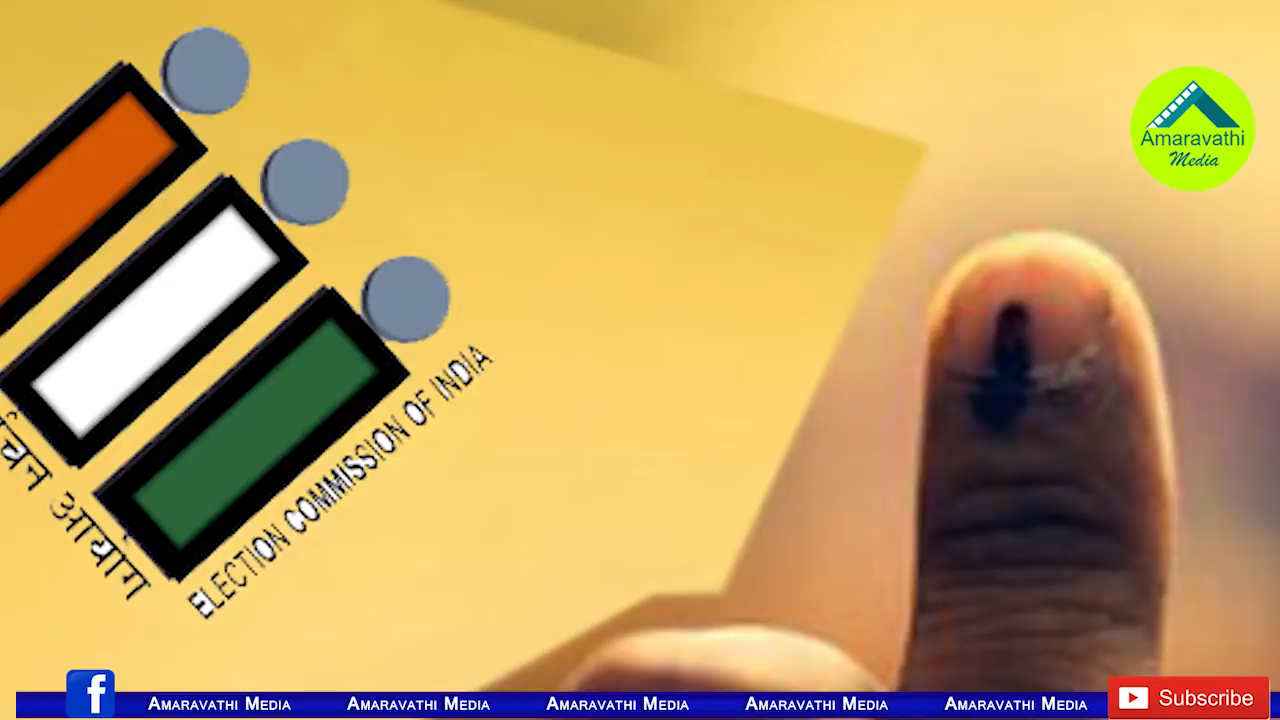 Amaravathi
Media
आयोग
ELECTION COMMISSION OF INDIA
f AMARAVATHI MEDIA AMARAVATHI MEDIA AMARAVATHI MEDIA AMARAVATHI MEDIA AMARAVATHI MEDIA Subscribe